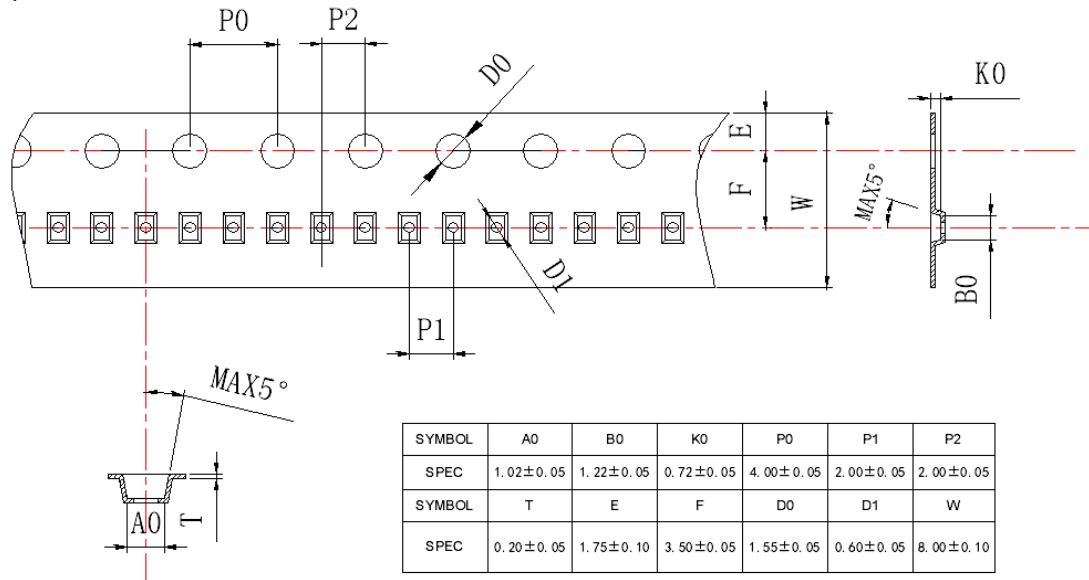 P0
P2
D0
K0
E
F
W
MAX5°
B0
D1
P1
MAX5°
A0
T
SYMBOL A0 B0 K0 P0 P1 P2
SPEC 1.02±0.05 1.22±0.05 0.72±0.05 4.00±0.05 2.00±0.05 2.00±0.05
SYMBOL T E F D0 D1 W
SPEC 0.20±0.05 1.75±0.10 3.50±0.05 1.55±0.05 0.60±0.05 8.00±0.10